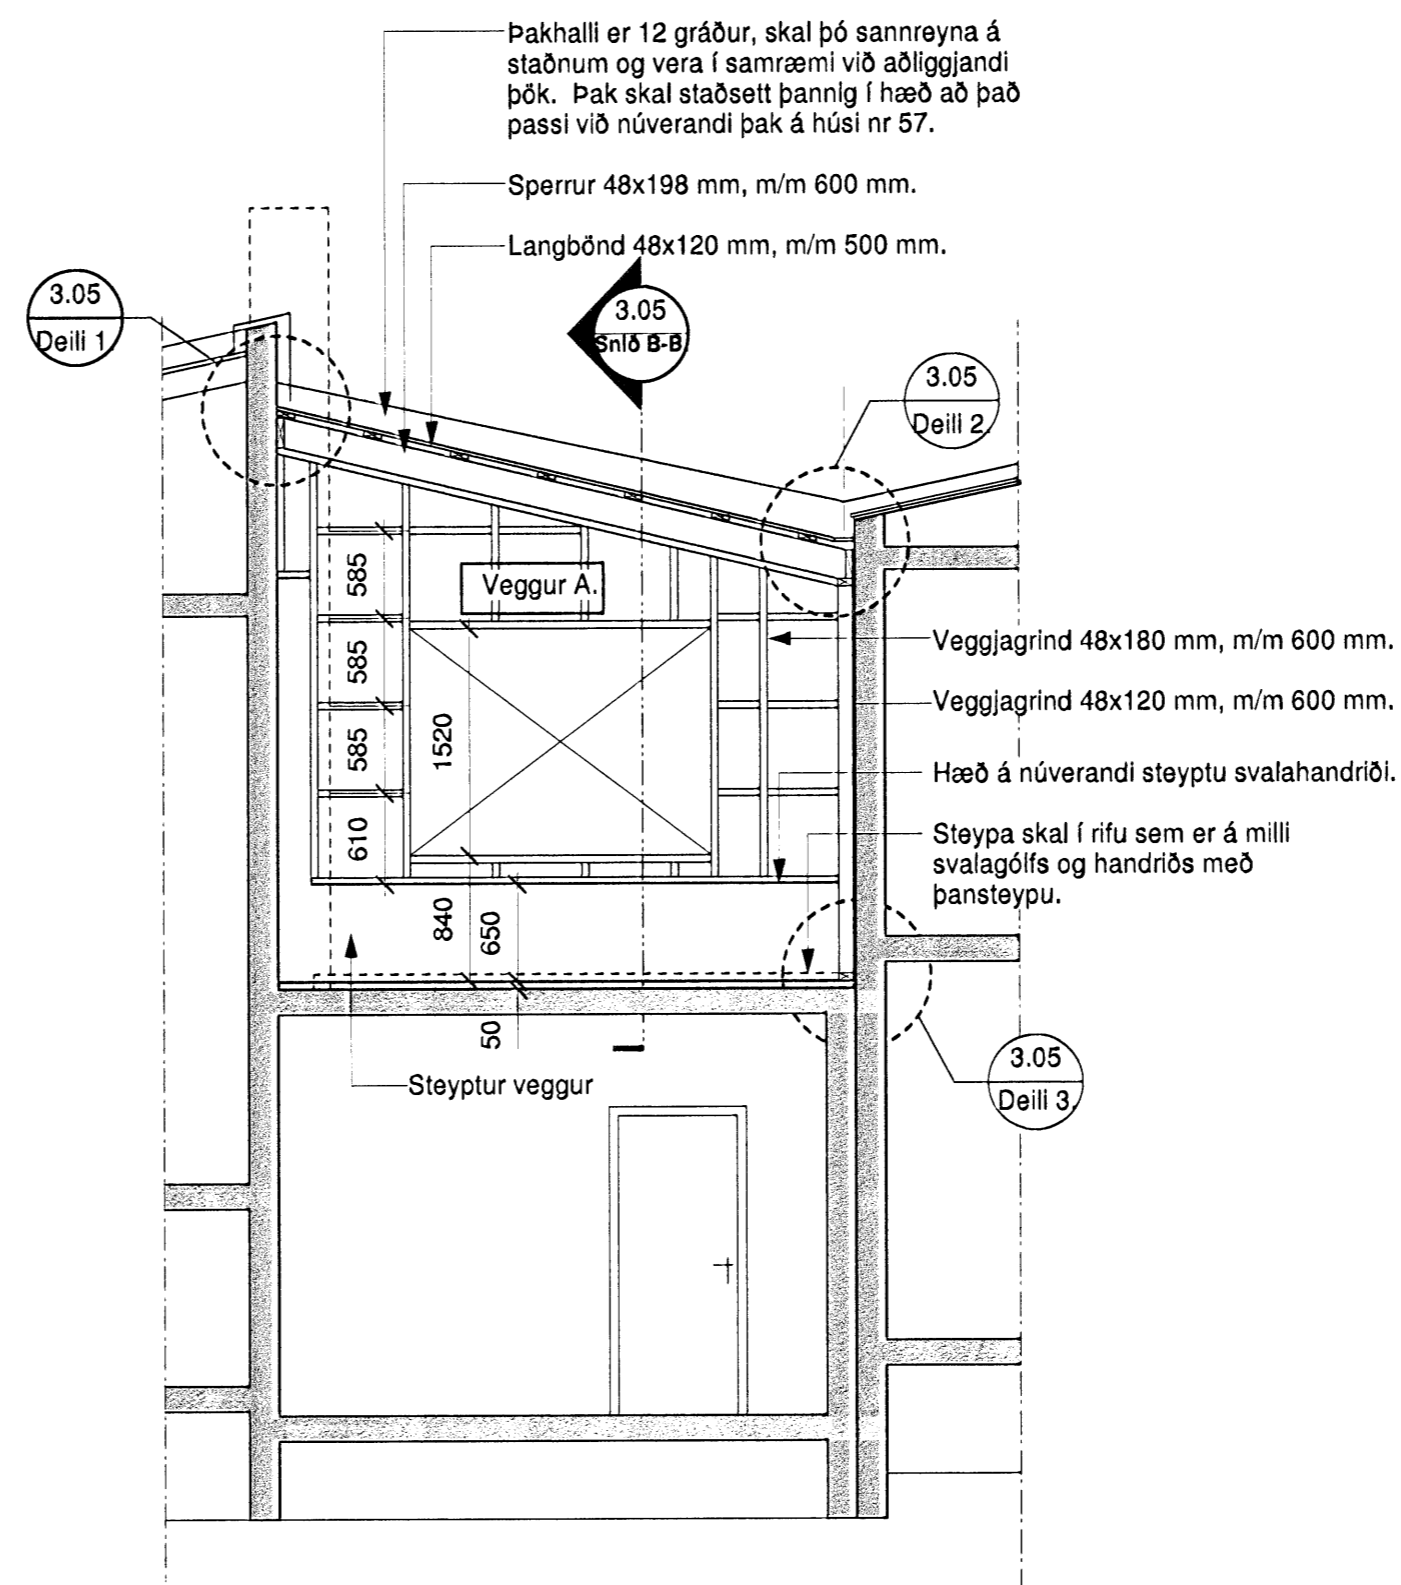 Þakhalli er 12 gráður, skal þó sannreyna á
staðnum og vera í samræmi við aðliggjandi
þök. Þak skal staðsett þannig í hæð að það
passi við núverandi þak á húsi nr 57.
Sperrur 48x198 mm, m/m 600 mm.
Langbönd 48x120 mm, m/m 500 mm.
3.05
Deili 1.
3.05
Snið B-B.
3.05
Deili 2.
585
Veggur A.
585
585
610
1520
Veggjagrind 48x180 mm, m/m 600 mm.
Veggjagrind 48x120 mm, m/m 600 mm.
Hæð á núverandi steyptu svalahandriði.
Steypa skal í rifu sem er á milli
svalagólfs og handriðs með
þansteypu.
840
650
50
Steyptur veggur
3.05
Deili 3.